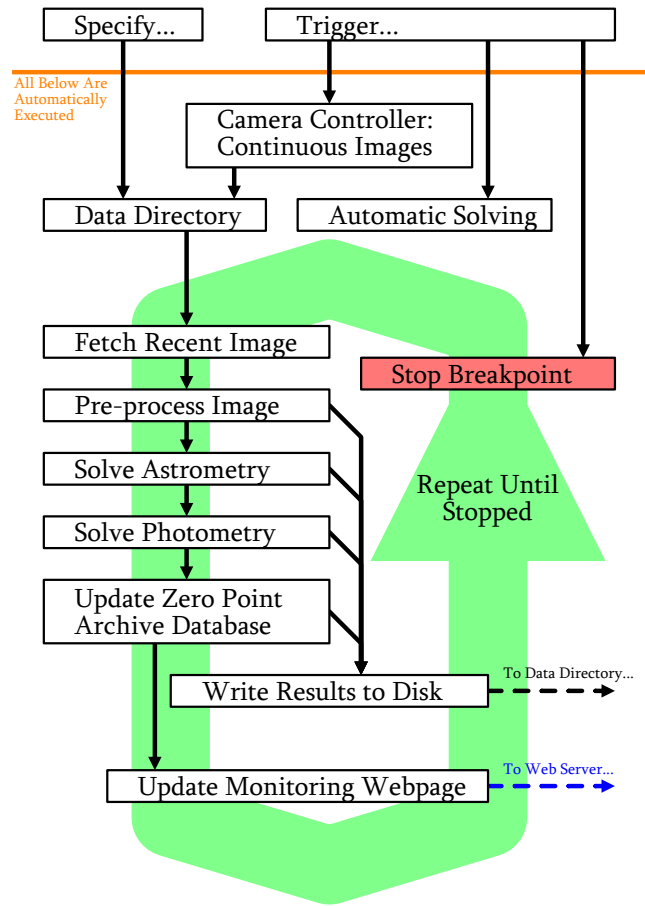 Specify...
Trigger...
All Below Are
Automatically
Executed
Camera Controller:
Continuous Images
Data Directory
Automatic Solving
Fetch Recent Image
Stop Breakpoint
Pre-process Image
Solve Astrometry
Repeat Until
Stopped
Solve Photometry
Update Zero Point
Archive Database
To Data Directory...
Write Results to Disk
To Web Server...
Update Monitoring Webpage